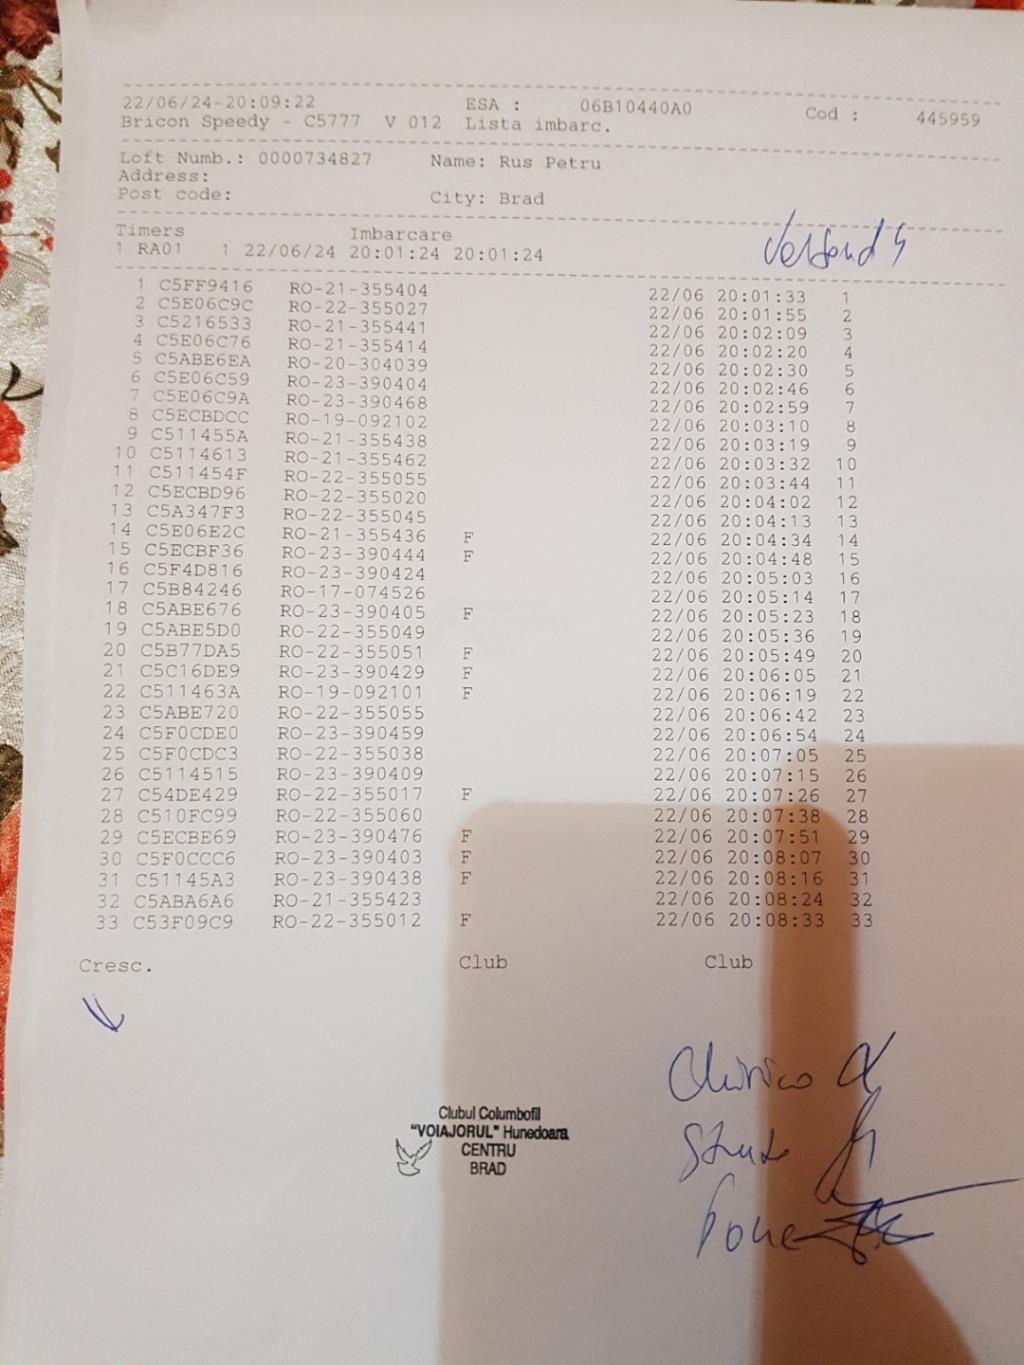 22/06/24-20:09:22 ESA : 06B10440A0 Cod : 445959
Bricon Speedy - C5777 V 012 Lista imbarc.
Loft Numb.: 0000734827 Name: Rus Petru
Address:
Post code: City: Brad
Timers Imbarcare
1 RA01 1 22/06/24 20:01:24 20:01:24
1 C5FF9416 RO-21-355404 22/06 20:01:33 1
2 C5E06C9C RO-22-355027 22/06 20:01:55 2
3 C5216533 RO-21-355441 22/06 20:02:09 3
4 C5E06C76 RO-21-355414 22/06 20:02:20 4
5 C5ABE6EA RO-20-304039 22/06 20:02:30 5
6 C5E06C59 RO-23-390404 22/06 20:02:46 6
7 C5E06C9A RO-23-390468 22/06 20:02:59 7
8 C5ECBDCC RO-19-092102 22/06 20:03:10 8
9 C511455A RO-21-355438 22/06 20:03:19 9
10 C5114613 RO-21-355462 22/06 20:03:32 10
11 C511454F RO-22-355055 22/06 20:03:44 11
12 C5ECBD96 RO-22-355020 22/06 20:04:02 12
13 C5A347F3 RO-22-355045 22/06 20:04:13 13
14 C5E06E2C RO-21-355436 F 22/06 20:04:34 14
15 C5ECBF36 RO-23-390444 F 22/06 20:04:48 15
16 C5F4D816 RO-23-390424 22/06 20:05:03 16
17 C5B84246 RO-17-074526 22/06 20:05:14 17
18 C5ABE676 RO-23-390405 F 22/06 20:05:23 18
19 C5ABE5D0 RO-22-355049 22/06 20:05:36 19
20 C5B77DA5 RO-22-355051 F 22/06 20:05:49 20
21 C5C16DE9 RO-23-390429 F 22/06 20:06:05 21
22 C511463A RO-19-092101 F 22/06 20:06:19 22
23 C5ABE720 RO-22-355055 22/06 20:06:42 23
24 C5F0CDE0 RO-23-390459 22/06 20:06:54 24
25 C5F0CDC3 RO-22-355038 22/06 20:07:05 25
26 C5114515 RO-23-390409 22/06 20:07:15 26
27 C54DE429 RO-22-355017 F 22/06 20:07:26 27
28 C510FC99 RO-22-355060 22/06 20:07:38 28
29 C5ECBE69 RO-23-390476 F 22/06 20:07:51 29
30 C5F0CCC6 RO-23-390403 F 22/06 20:08:07 30
31 C51145A3 RO-23-390438 F 22/06 20:08:16 31
32 C5ABA6A6 RO-21-355423 22/06 20:08:24 32
33 C53F09C9 RO-22-355012 F 22/06 20:08:33 33
Cresc. Club Club
Clubul Columbofil
"VOIAJORUL" Hunedoara
CENTRU
BRAD